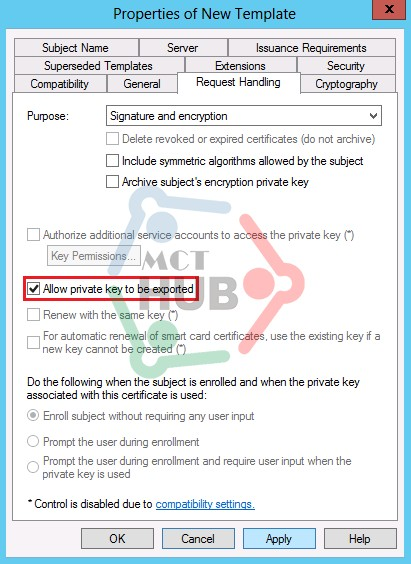 Properties of New Template
x
Subject Name
Server
Issuance Requirements
Superseded Templates
Extensions
Security
Compatibility
General
Request Handling
Cryptography
Purpose:
Signature and encryption
Delete revoked or expired certificates (do not archive)
Include symmetric algorithms allowed by the subject
Archive subject's encryption private key
Authorize additional service accounts to access the private key (*)
Key Permissions...
MCT
HUB
Allow private key to be exported
Renew with the same key (*)
For automatic renewal of smart card certificates, use the existing key if a
new key cannot be created (*)
Do the following when the subject is enrolled and when the private key
associated with this certificate is used:
Enroll subject without requiring any user input
Prompt the user during enrollment
Prompt the user during enrollment and require user input when the
private key is used
* Control is disabled due to compatibility settings.
OK
Cancel
Apply
Help